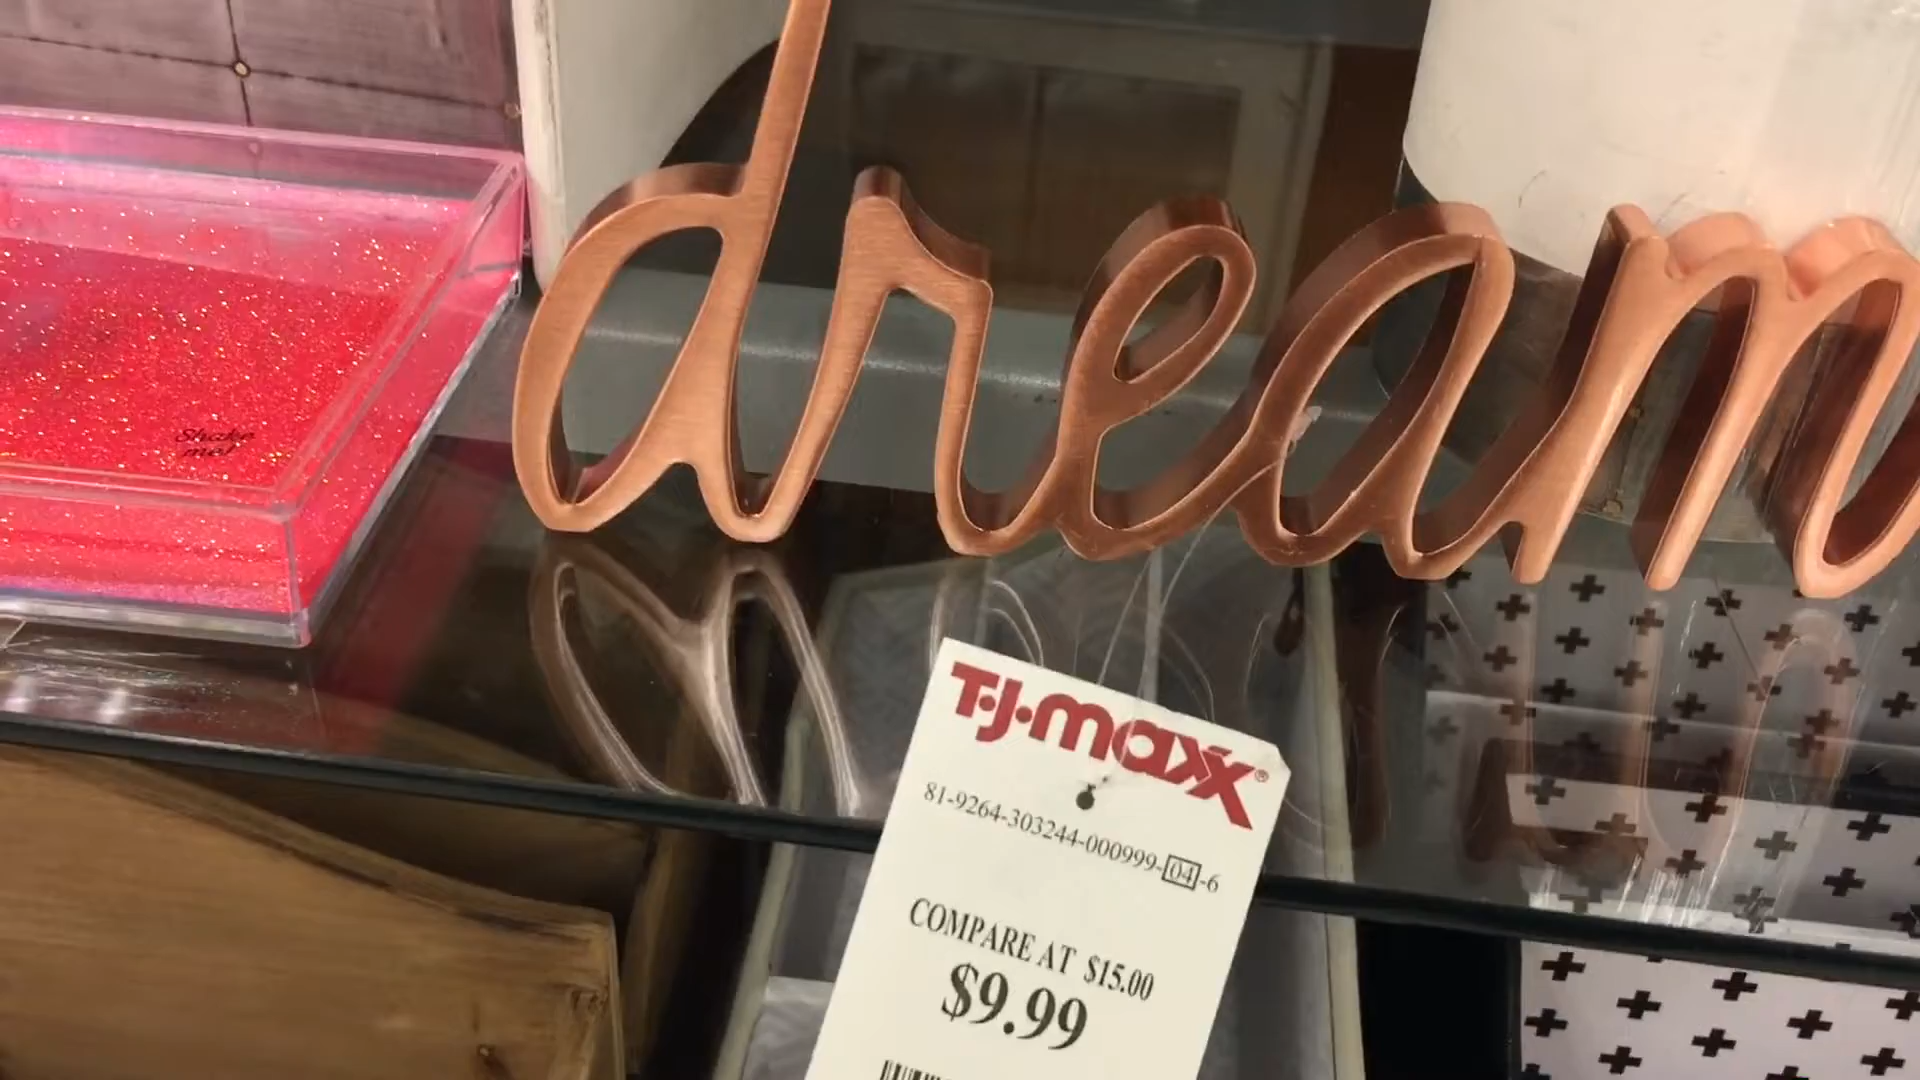 dream
Shake
me!
T·J·maxx®
81-9264-303244-000999-04-6
COMPARE AT $15.00
$9.99